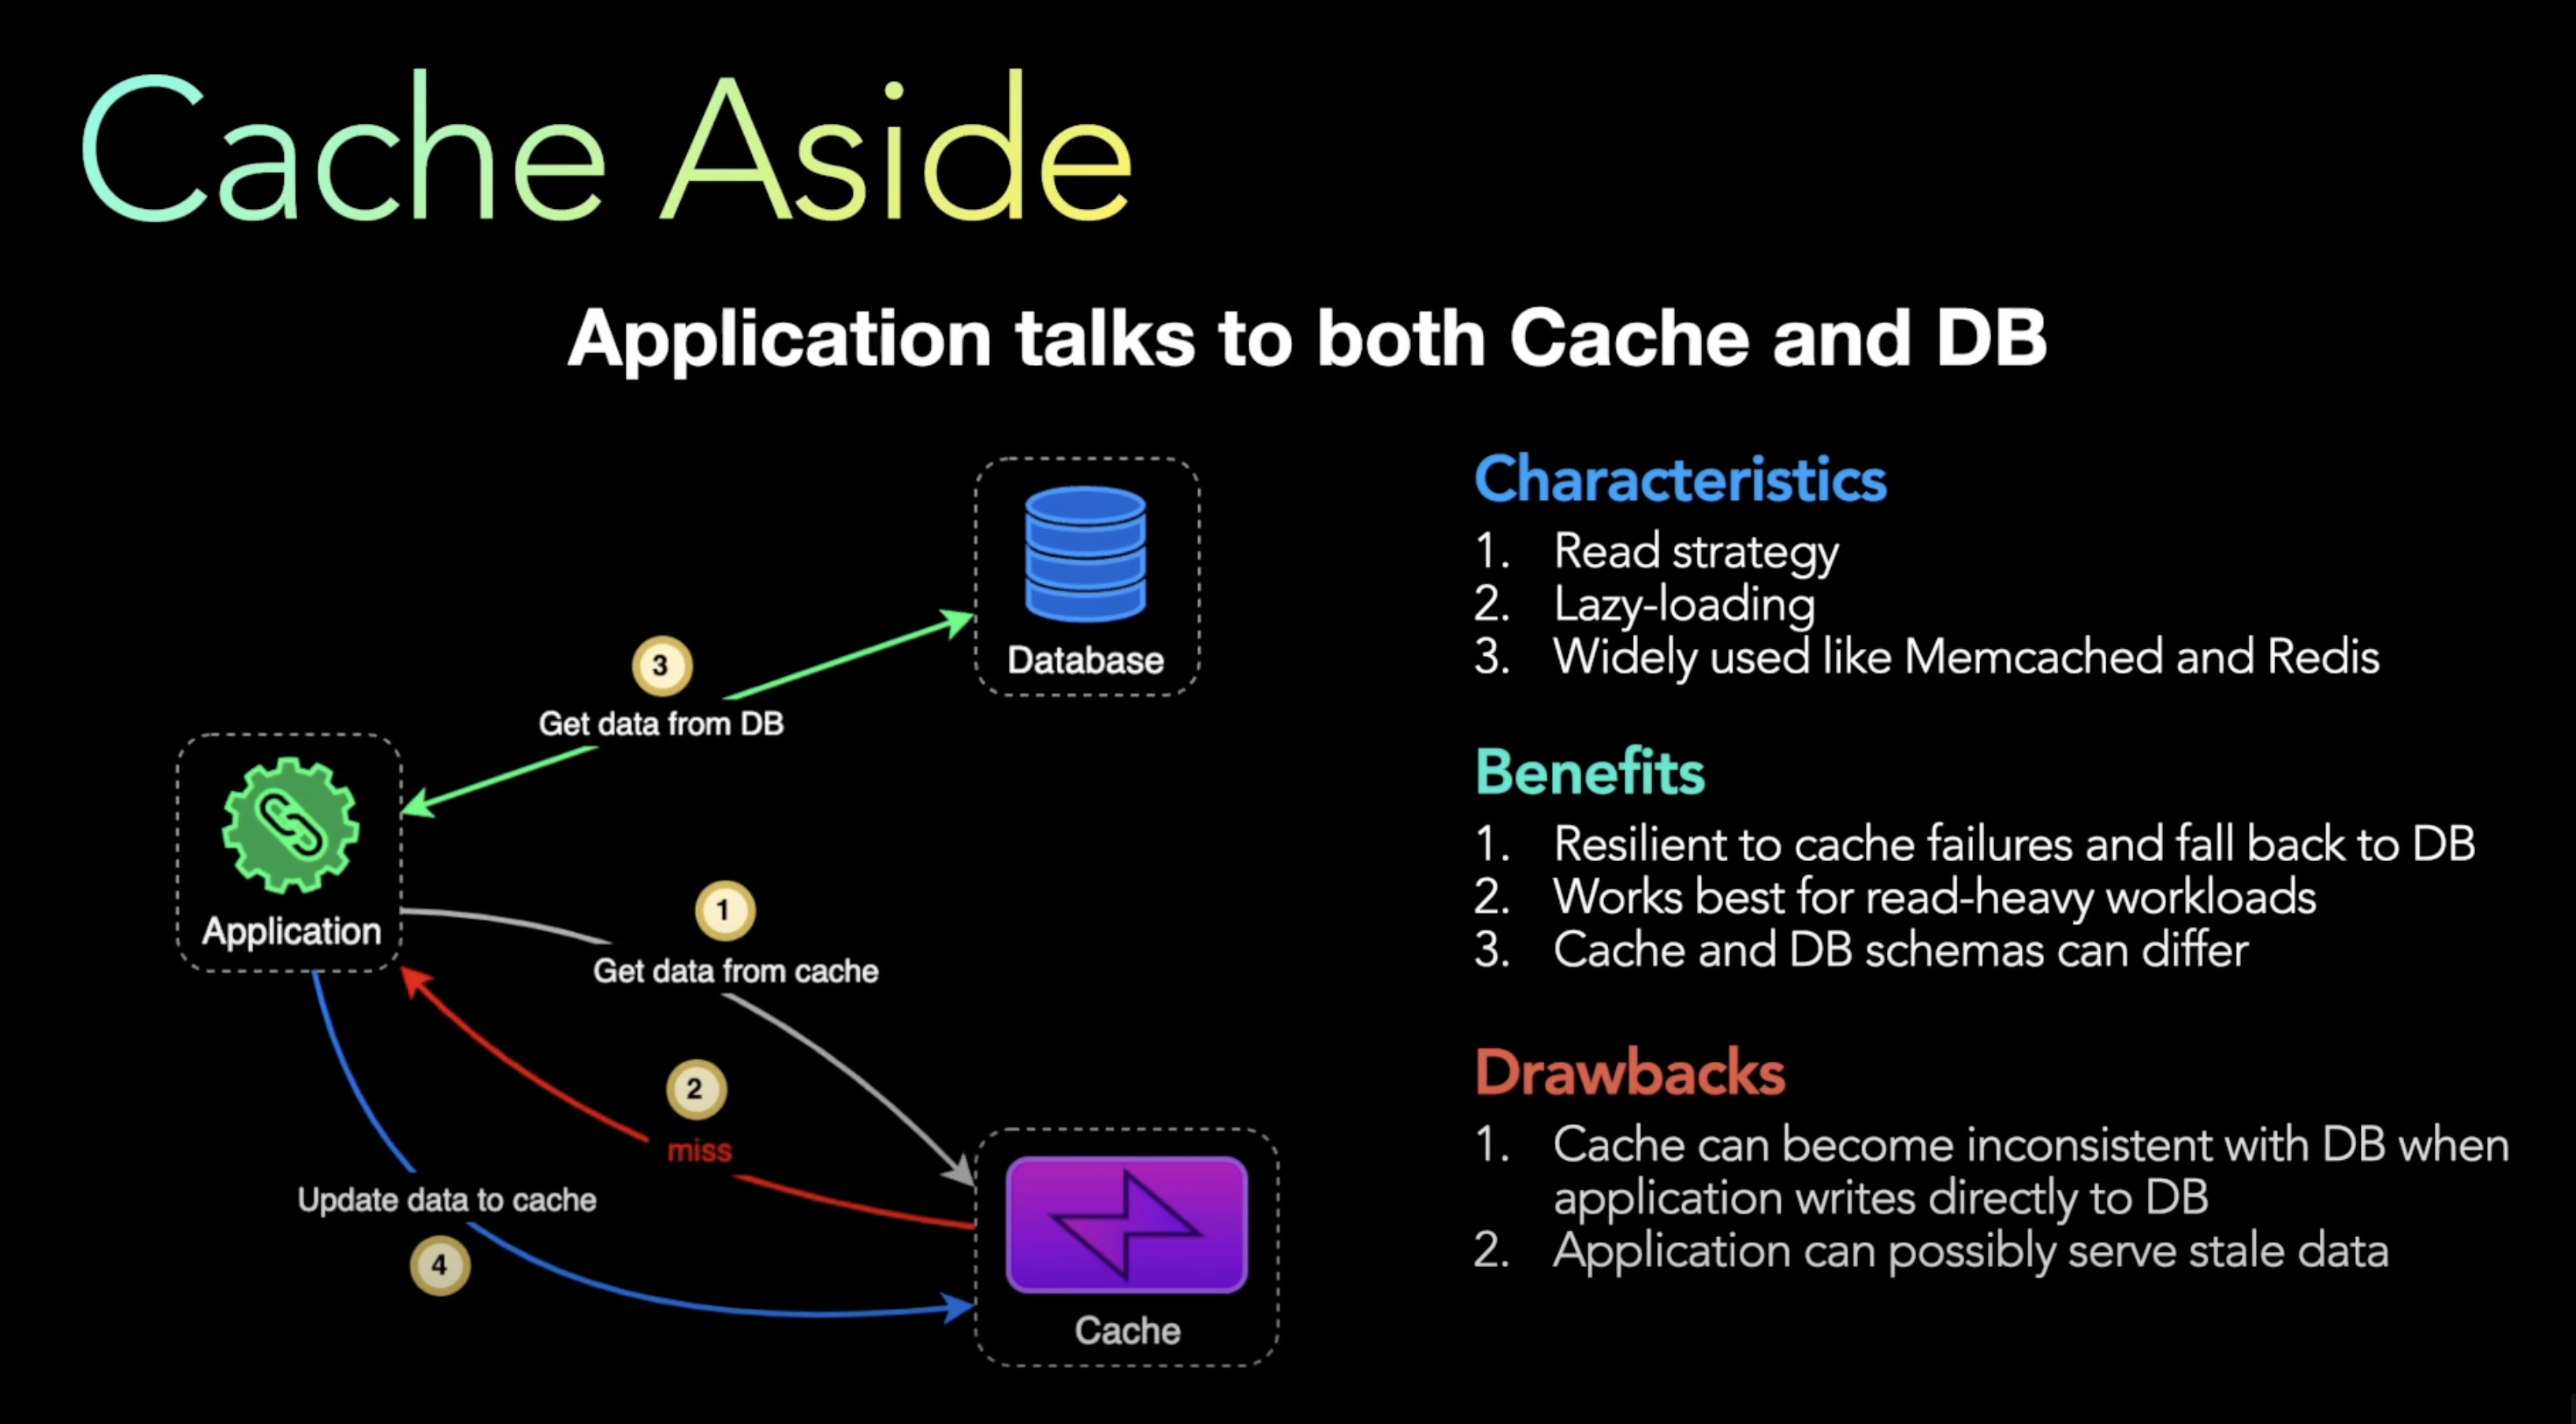 Cache Aside
Application talks to both Cache and DB
Database
3
Get data from DB
Application
1
Get data from cache
2
miss
Update data to cache
4
Cache
Characteristics
1. Read strategy
2. Lazy-loading
3. Widely used like Memcached and Redis
Benefits
1. Resilient to cache failures and fall back to DB
2. Works best for read-heavy workloads
3. Cache and DB schemas can differ
Drawbacks
1. Cache can become inconsistent with DB when
application writes directly to DB
2. Application can possibly serve stale data